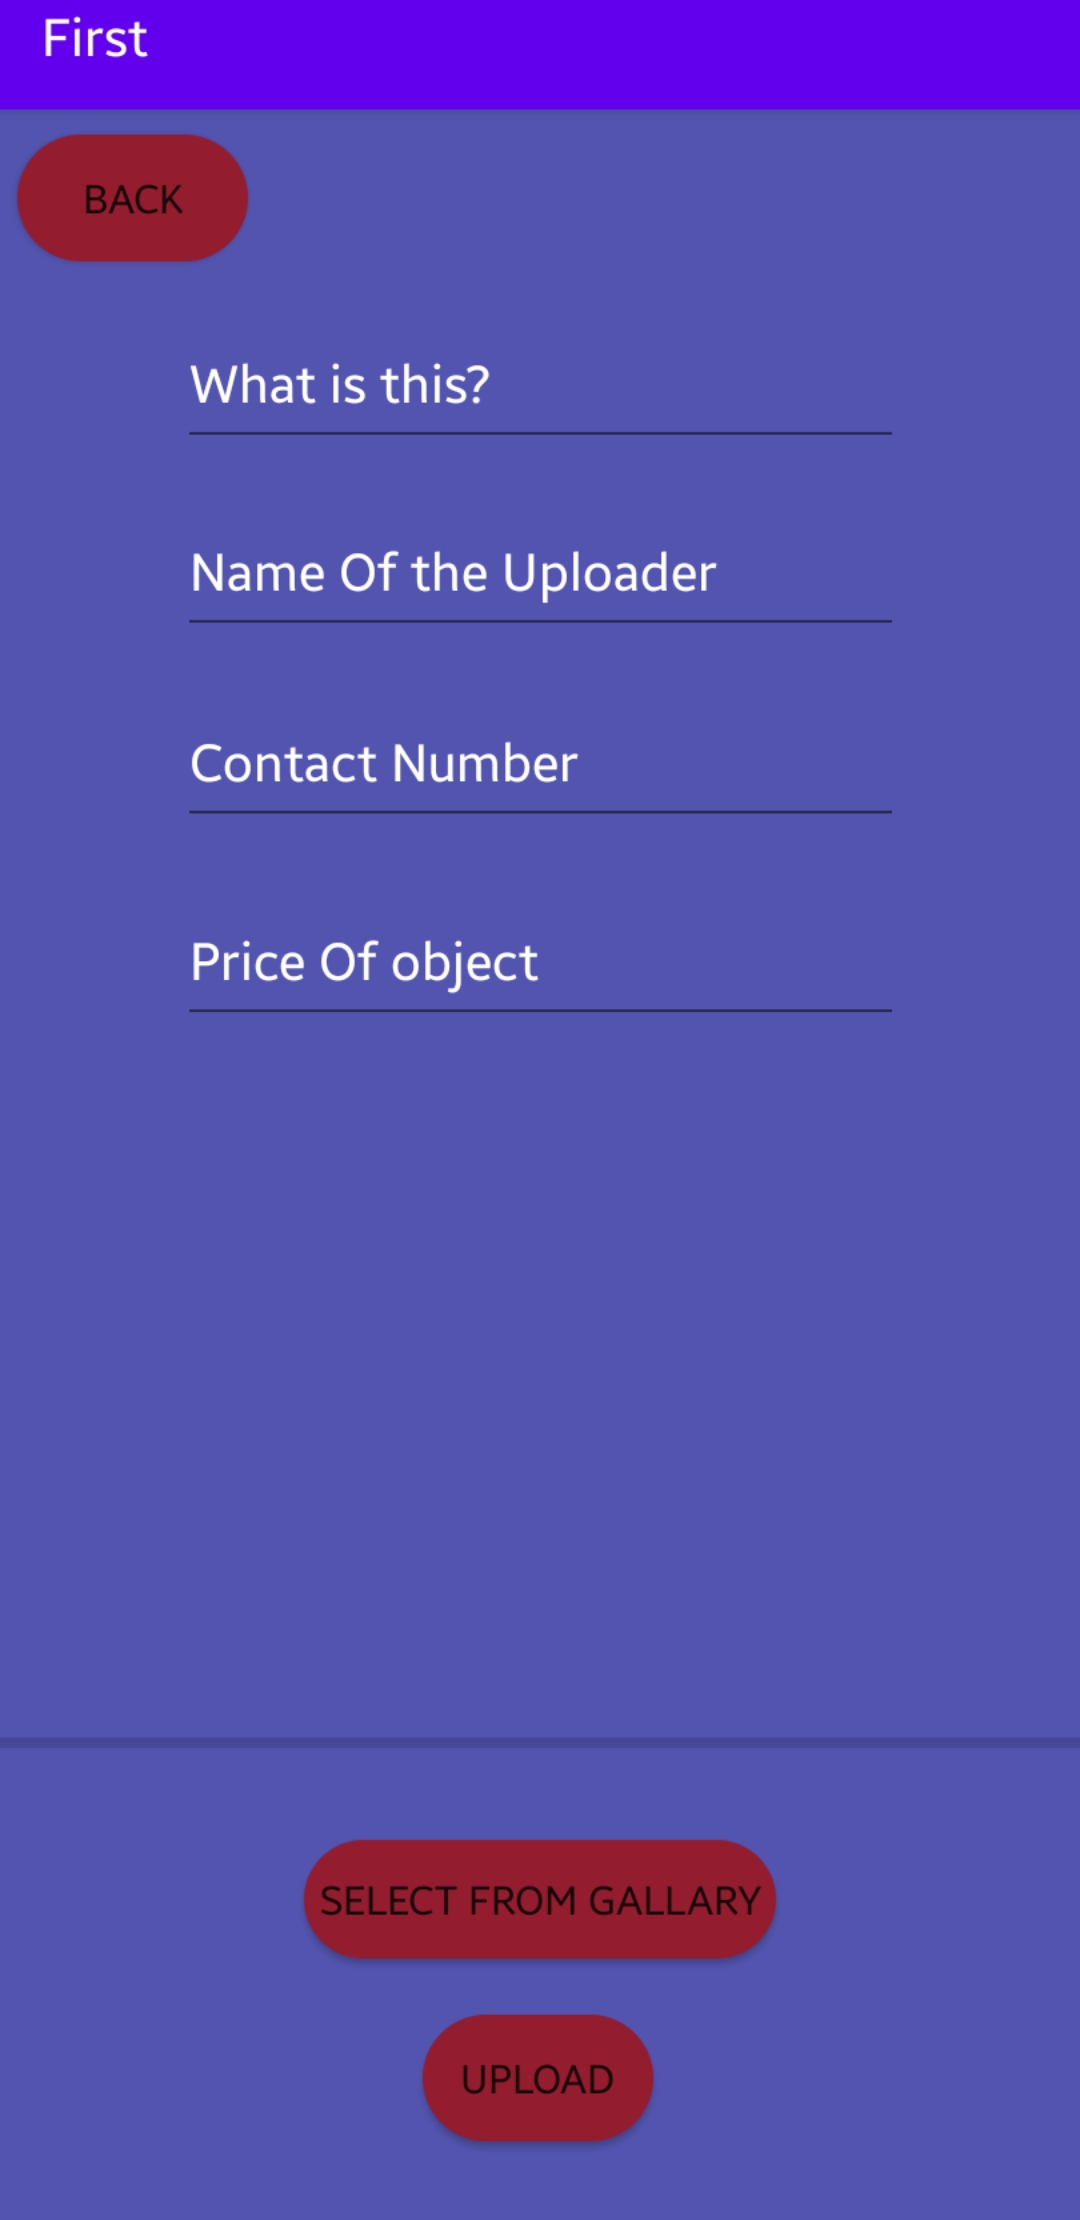 First
BACK
What is this?
Name Of the Uploader
Contact Number
Price Of object
SELECT FROM GALLARY
UPLOAD